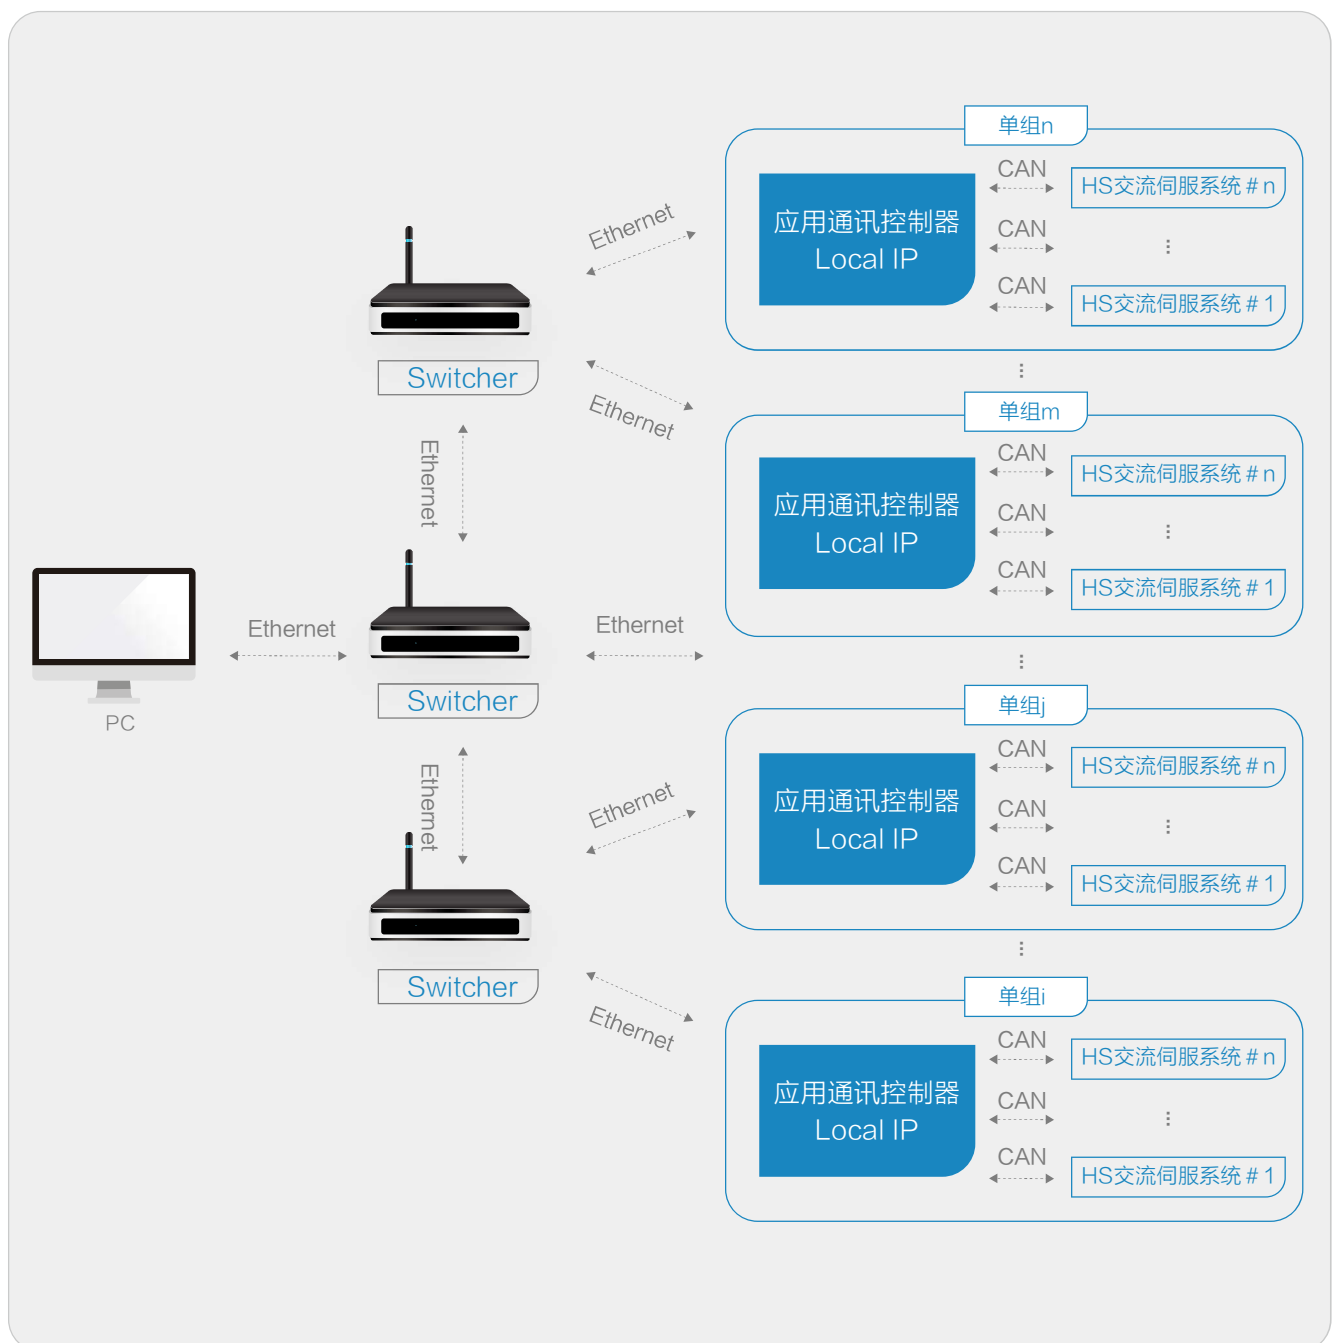 单组n
CAN
HS交流伺服系统#n
应用通讯控制器
Local IP
CAN
⋮
CAN
HS交流伺服系统#1
Ethernet
Switcher
⋮
Ethernet
单组m
CAN
HS交流伺服系统#n
应用通讯控制器
Local IP
CAN
⋮
CAN
HS交流伺服系统#1
Ethernet
PC
Ethernet
Switcher
Ethernet
⋮
单组j
CAN
HS交流伺服系统#n
应用通讯控制器
Local IP
CAN
⋮
CAN
HS交流伺服系统#1
Ethernet
Ethernet
Switcher
⋮
Ethernet
单组i
CAN
HS交流伺服系统#n
应用通讯控制器
Local IP
CAN
⋮
CAN
HS交流伺服系统#1